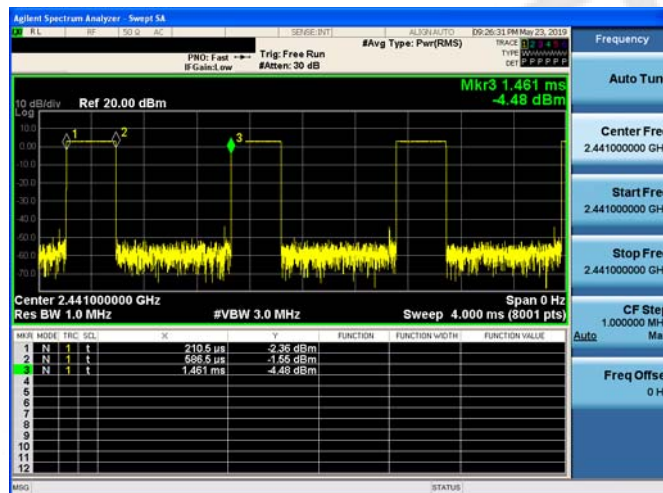 Agilent Spectrum Analyzer - Swept SA
RL RF 50 Ω AC SENSE:INT ALIGNAUTO 09:26:31 PM May 23, 2019
#Avg Type: Pwr(RMS) TRACE 1 2 3 4 5 6
PNO: Fast Trig: Free Run TYPE
IFGain:Low #Atten: 30 dB DET P P P P P P
Mkr3 1.461 ms
-4.48 dBm
10 dB/div Ref 20.00 dBm
Log
10.0
0.00
-10.0
-20.0
-30.0
-40.0
-50.0
-60.0
-70.0
1
2
3
Center 2.441000000 GHz Span 0 Hz
Res BW 1.0 MHz #VBW 3.0 MHz Sweep 4.000 ms (8001 pts)
MKR MODE TRC SCL X Y FUNCTION FUNCTION WIDTH FUNCTION VALUE
1 N 1 t 210.5 µs -2.36 dBm
2 N 1 t 586.5 µs -1.55 dBm
3 N 1 t 1.461 ms -4.48 dBm
4
5
6
7
8
9
10
11
12
MSG STATUS
Frequency
Auto Tun
Center Fre
2.441000000 GH
Start Fre
2.441000000 GH
Stop Fre
2.441000000 GH
CF Step
1.000000 MH
Auto Ma
Freq Offse
0 H